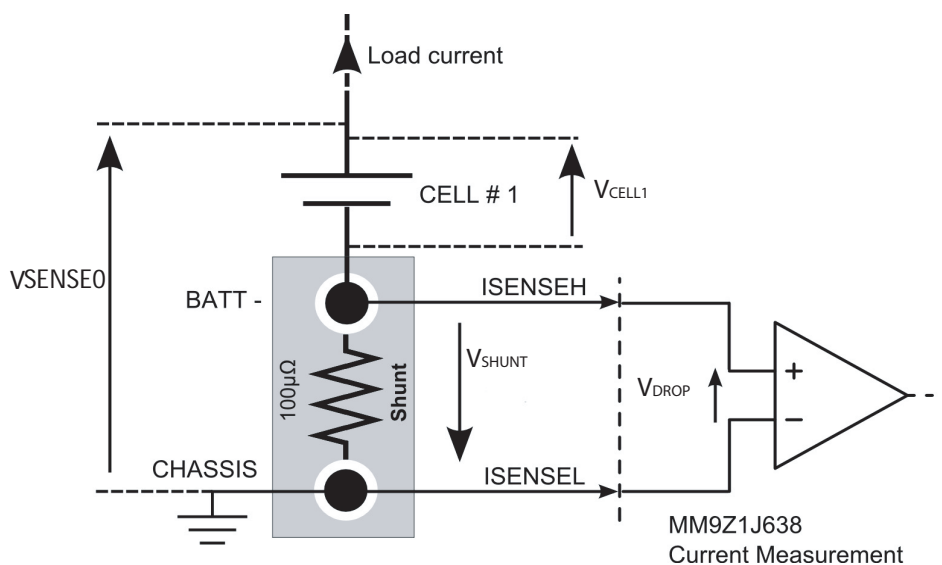 Load current
CELL # 1
VCELL1
VSENSE0
BATT -
ISENSEH
100µΩ
Shunt
VSHUNT
VDROP
+
−
CHASSIS
ISENSEL
MM9Z1J638
Current Measurement